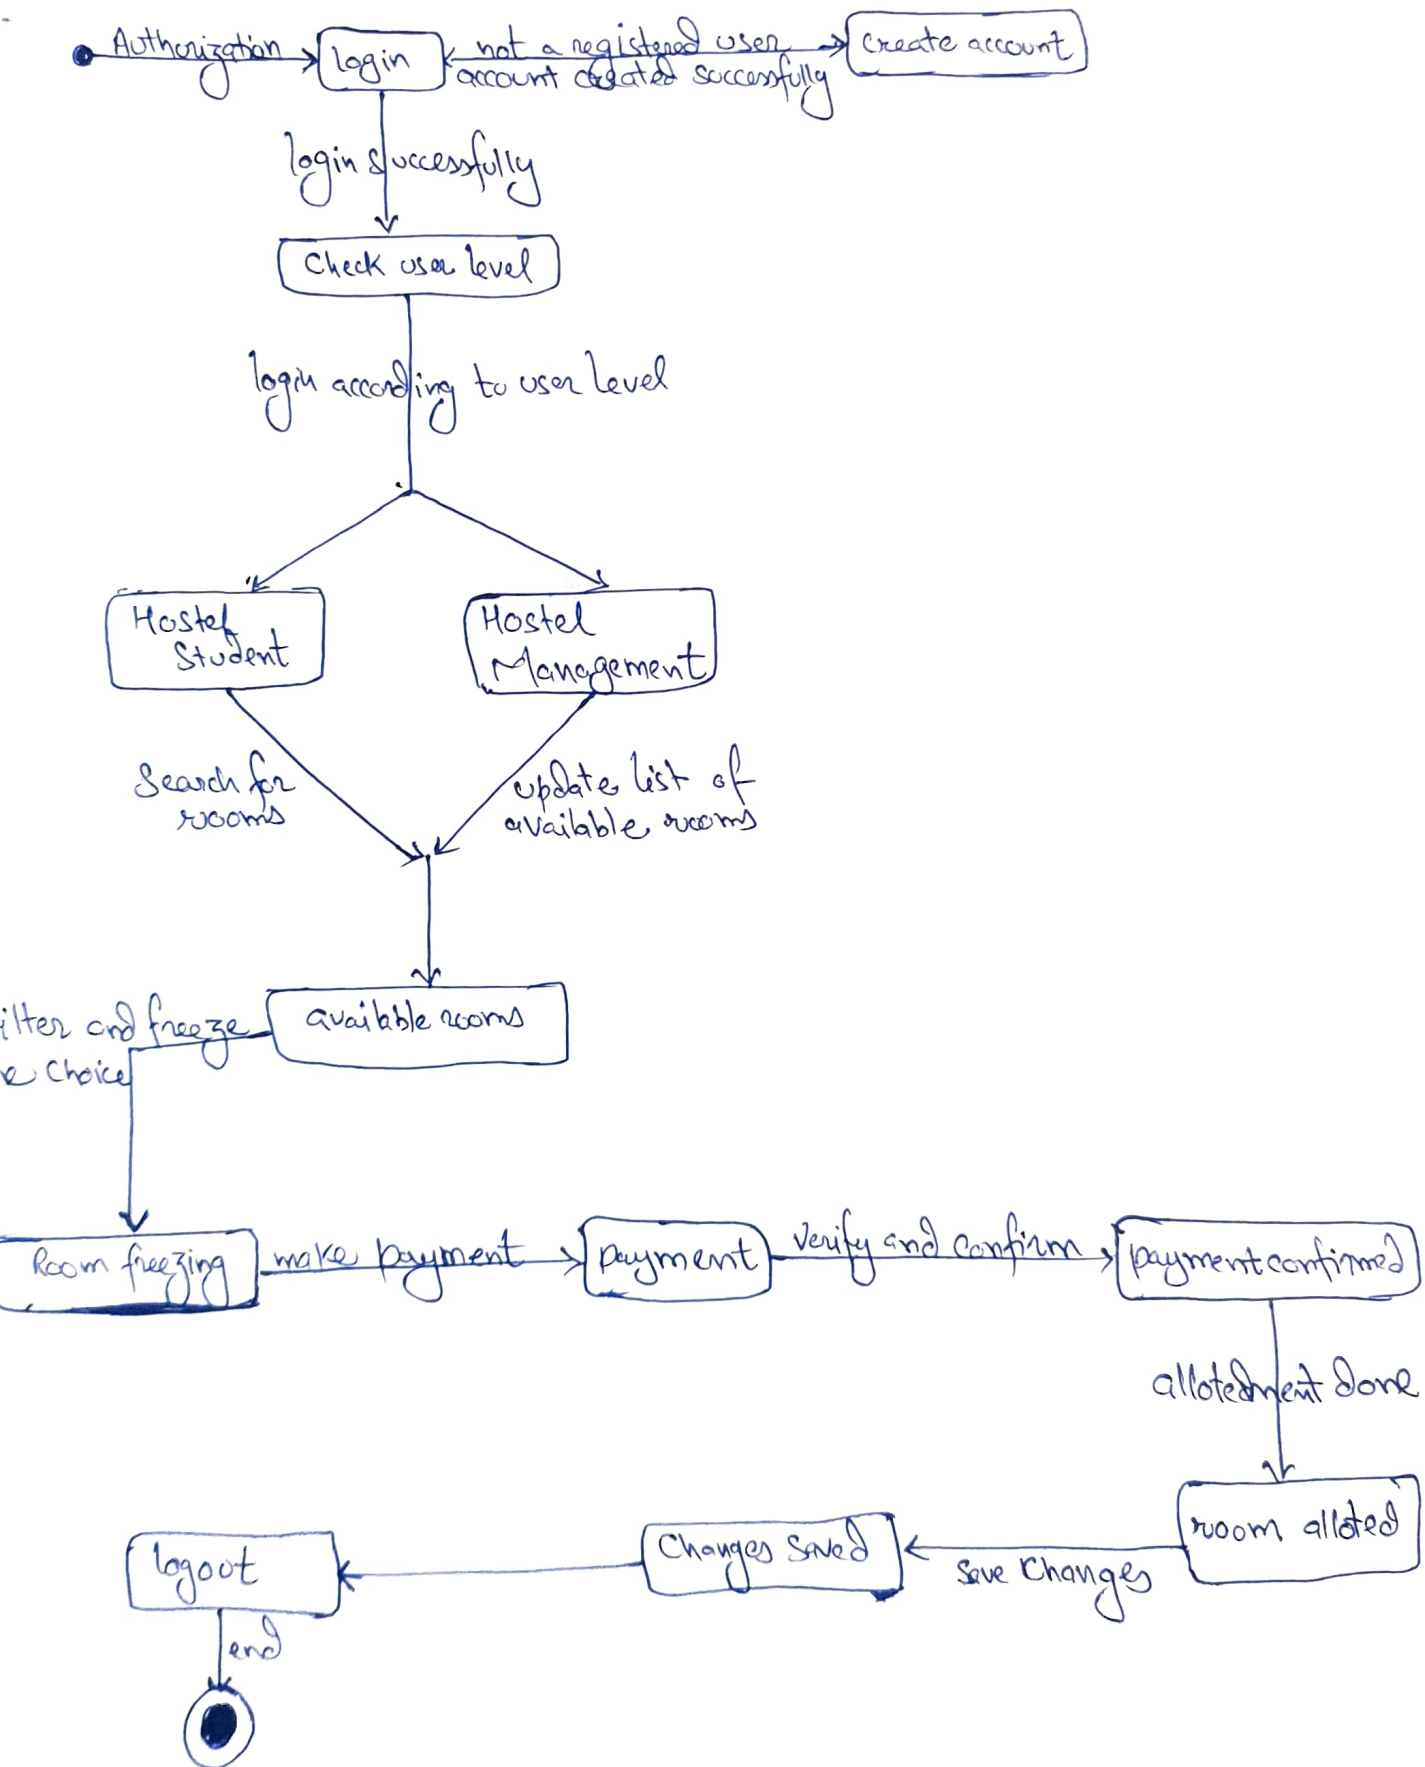 Authorization
login
not a registered user
account created successfully
create account
login successfully
Check user level
login according to user level
Hostel
Student
Hostel
Management
Search for
rooms
update list of
available rooms
available rooms
ilter and freeze
e Choice
Room freezing
make payment
payment
verify and confirm
payment confirmed
allotedment done
room alloted
Save Changes
Changes Saved
logout
end